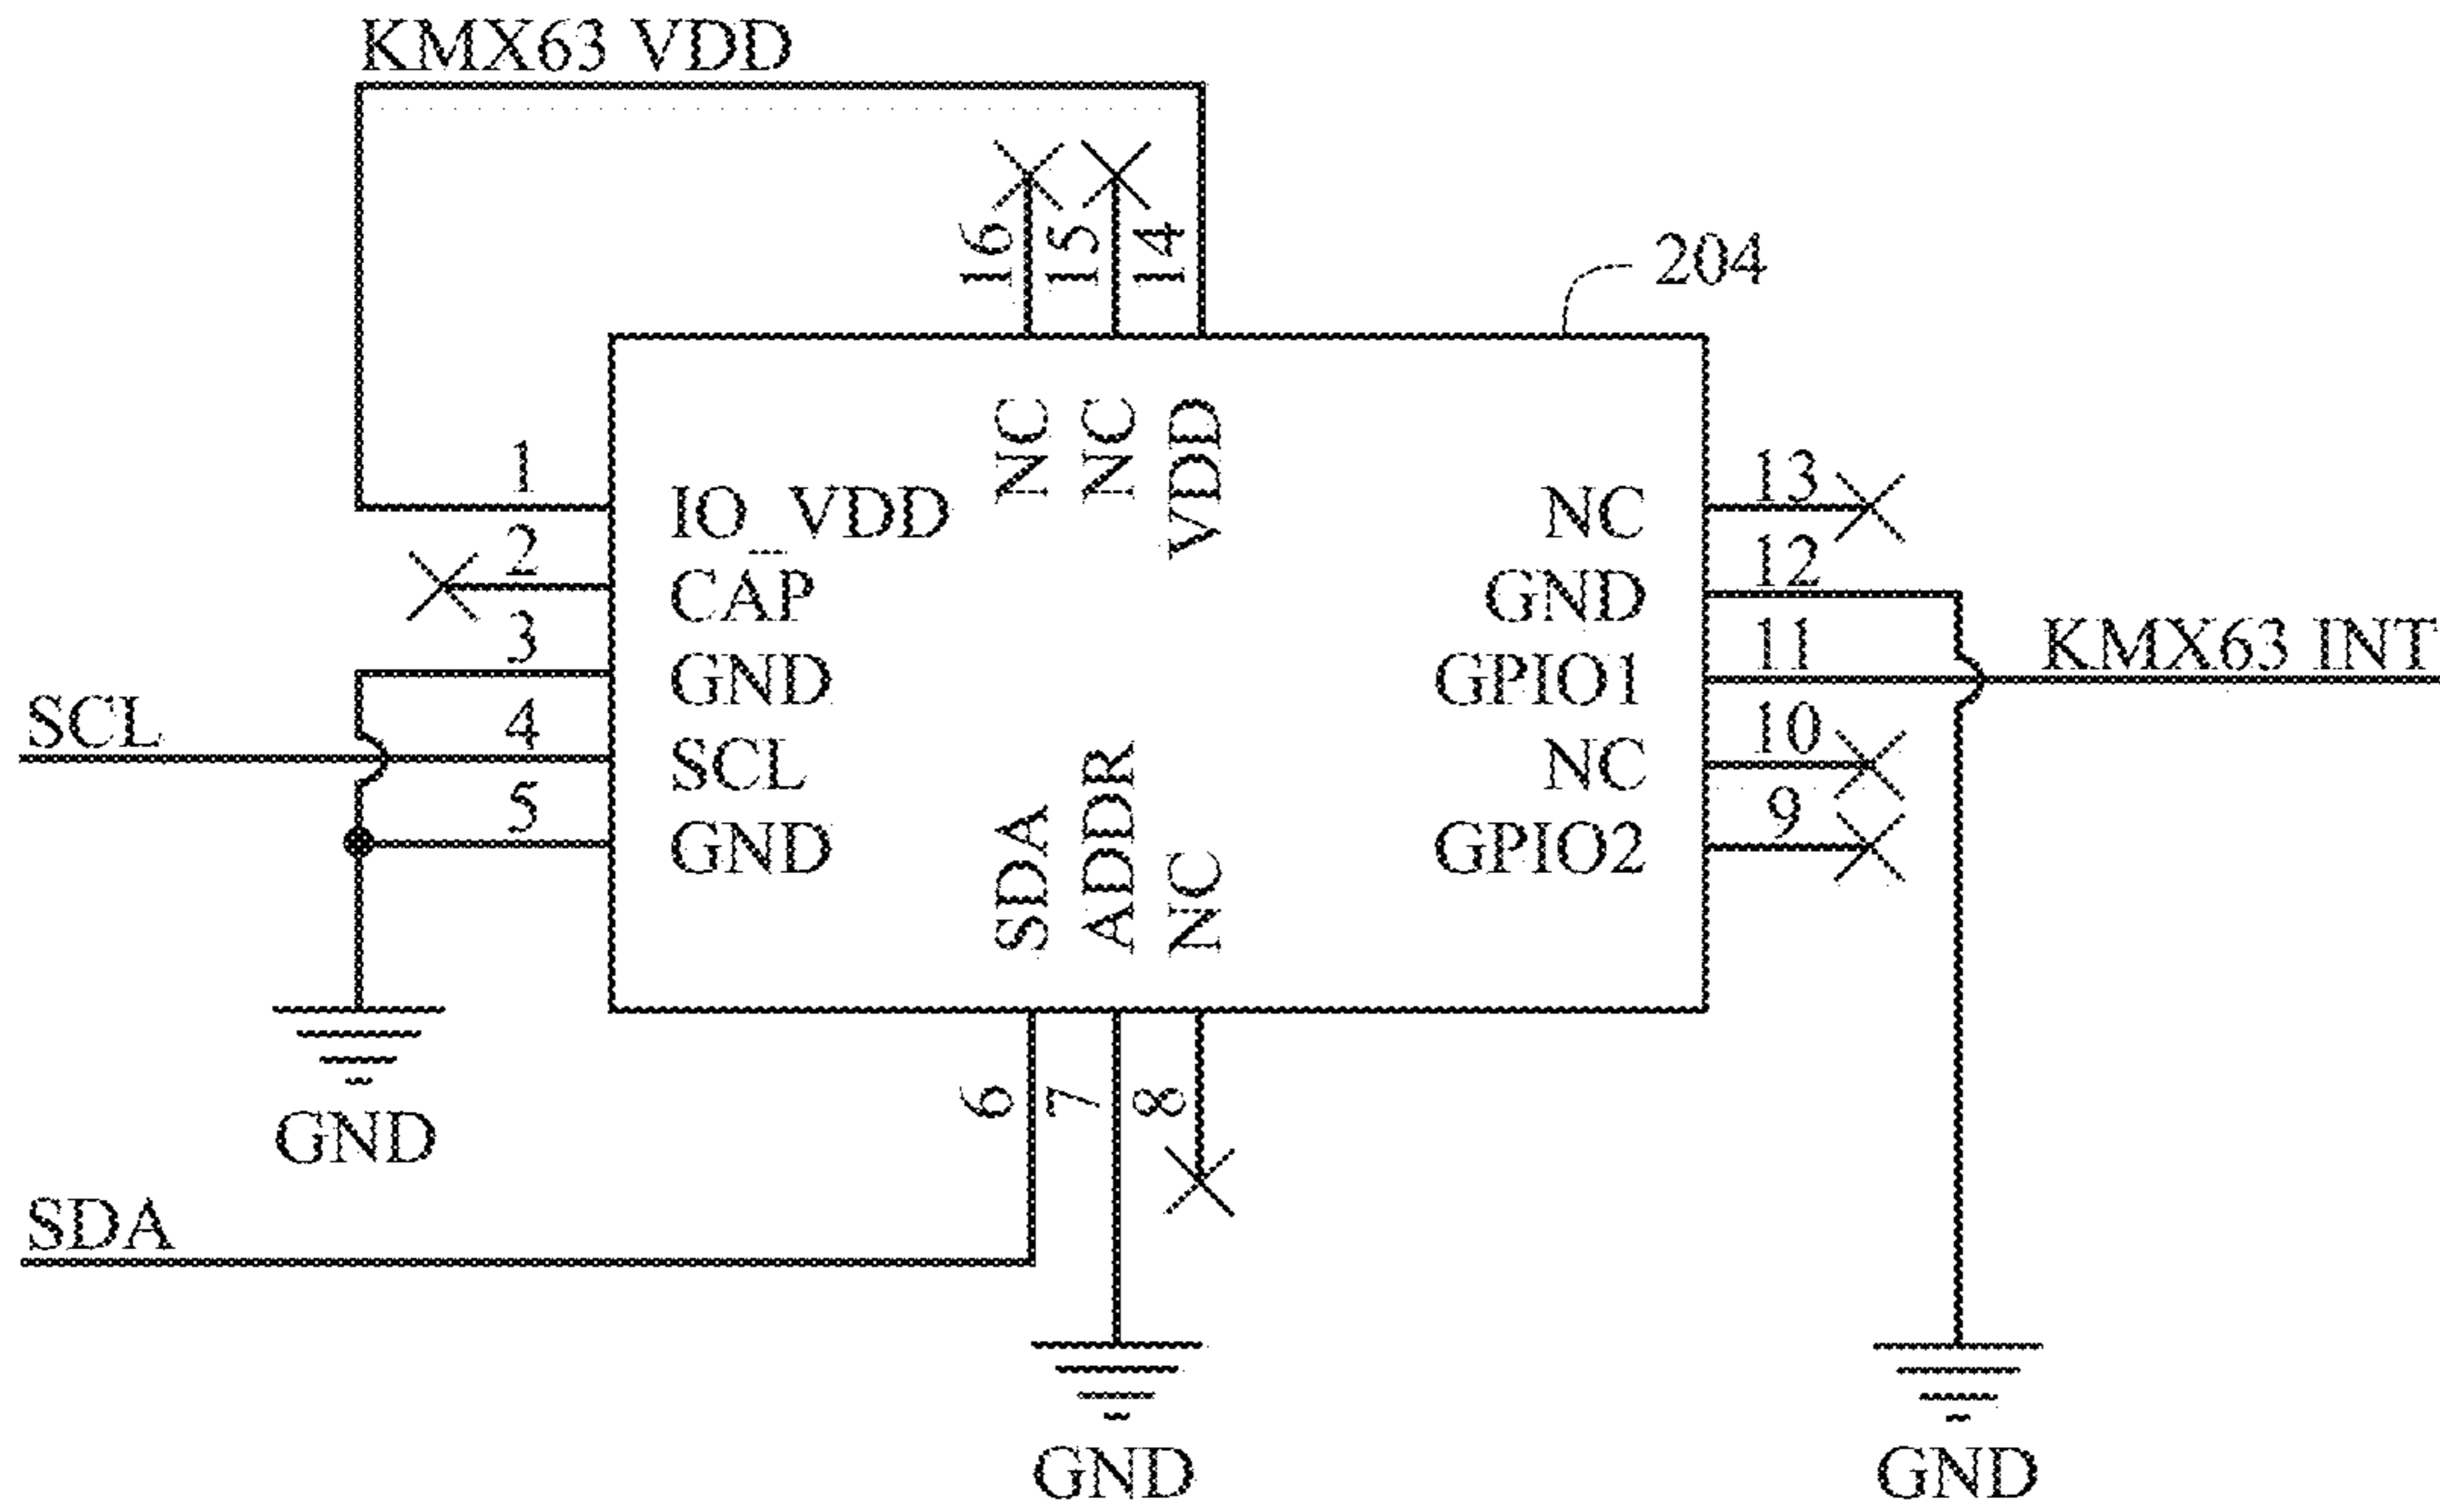 KMX63 VDD
16
15
14
204
NC
NC
VDD
1
IO_VDD
2
CAP
3
GND
4
SCL
SCL
5
GND
13
NC
12
GND
11
GPIO1
KMX63 INT
10
NC
9
GPIO2
SDA
ADDR
NC
6
7
8
GND
SDA
GND
GND